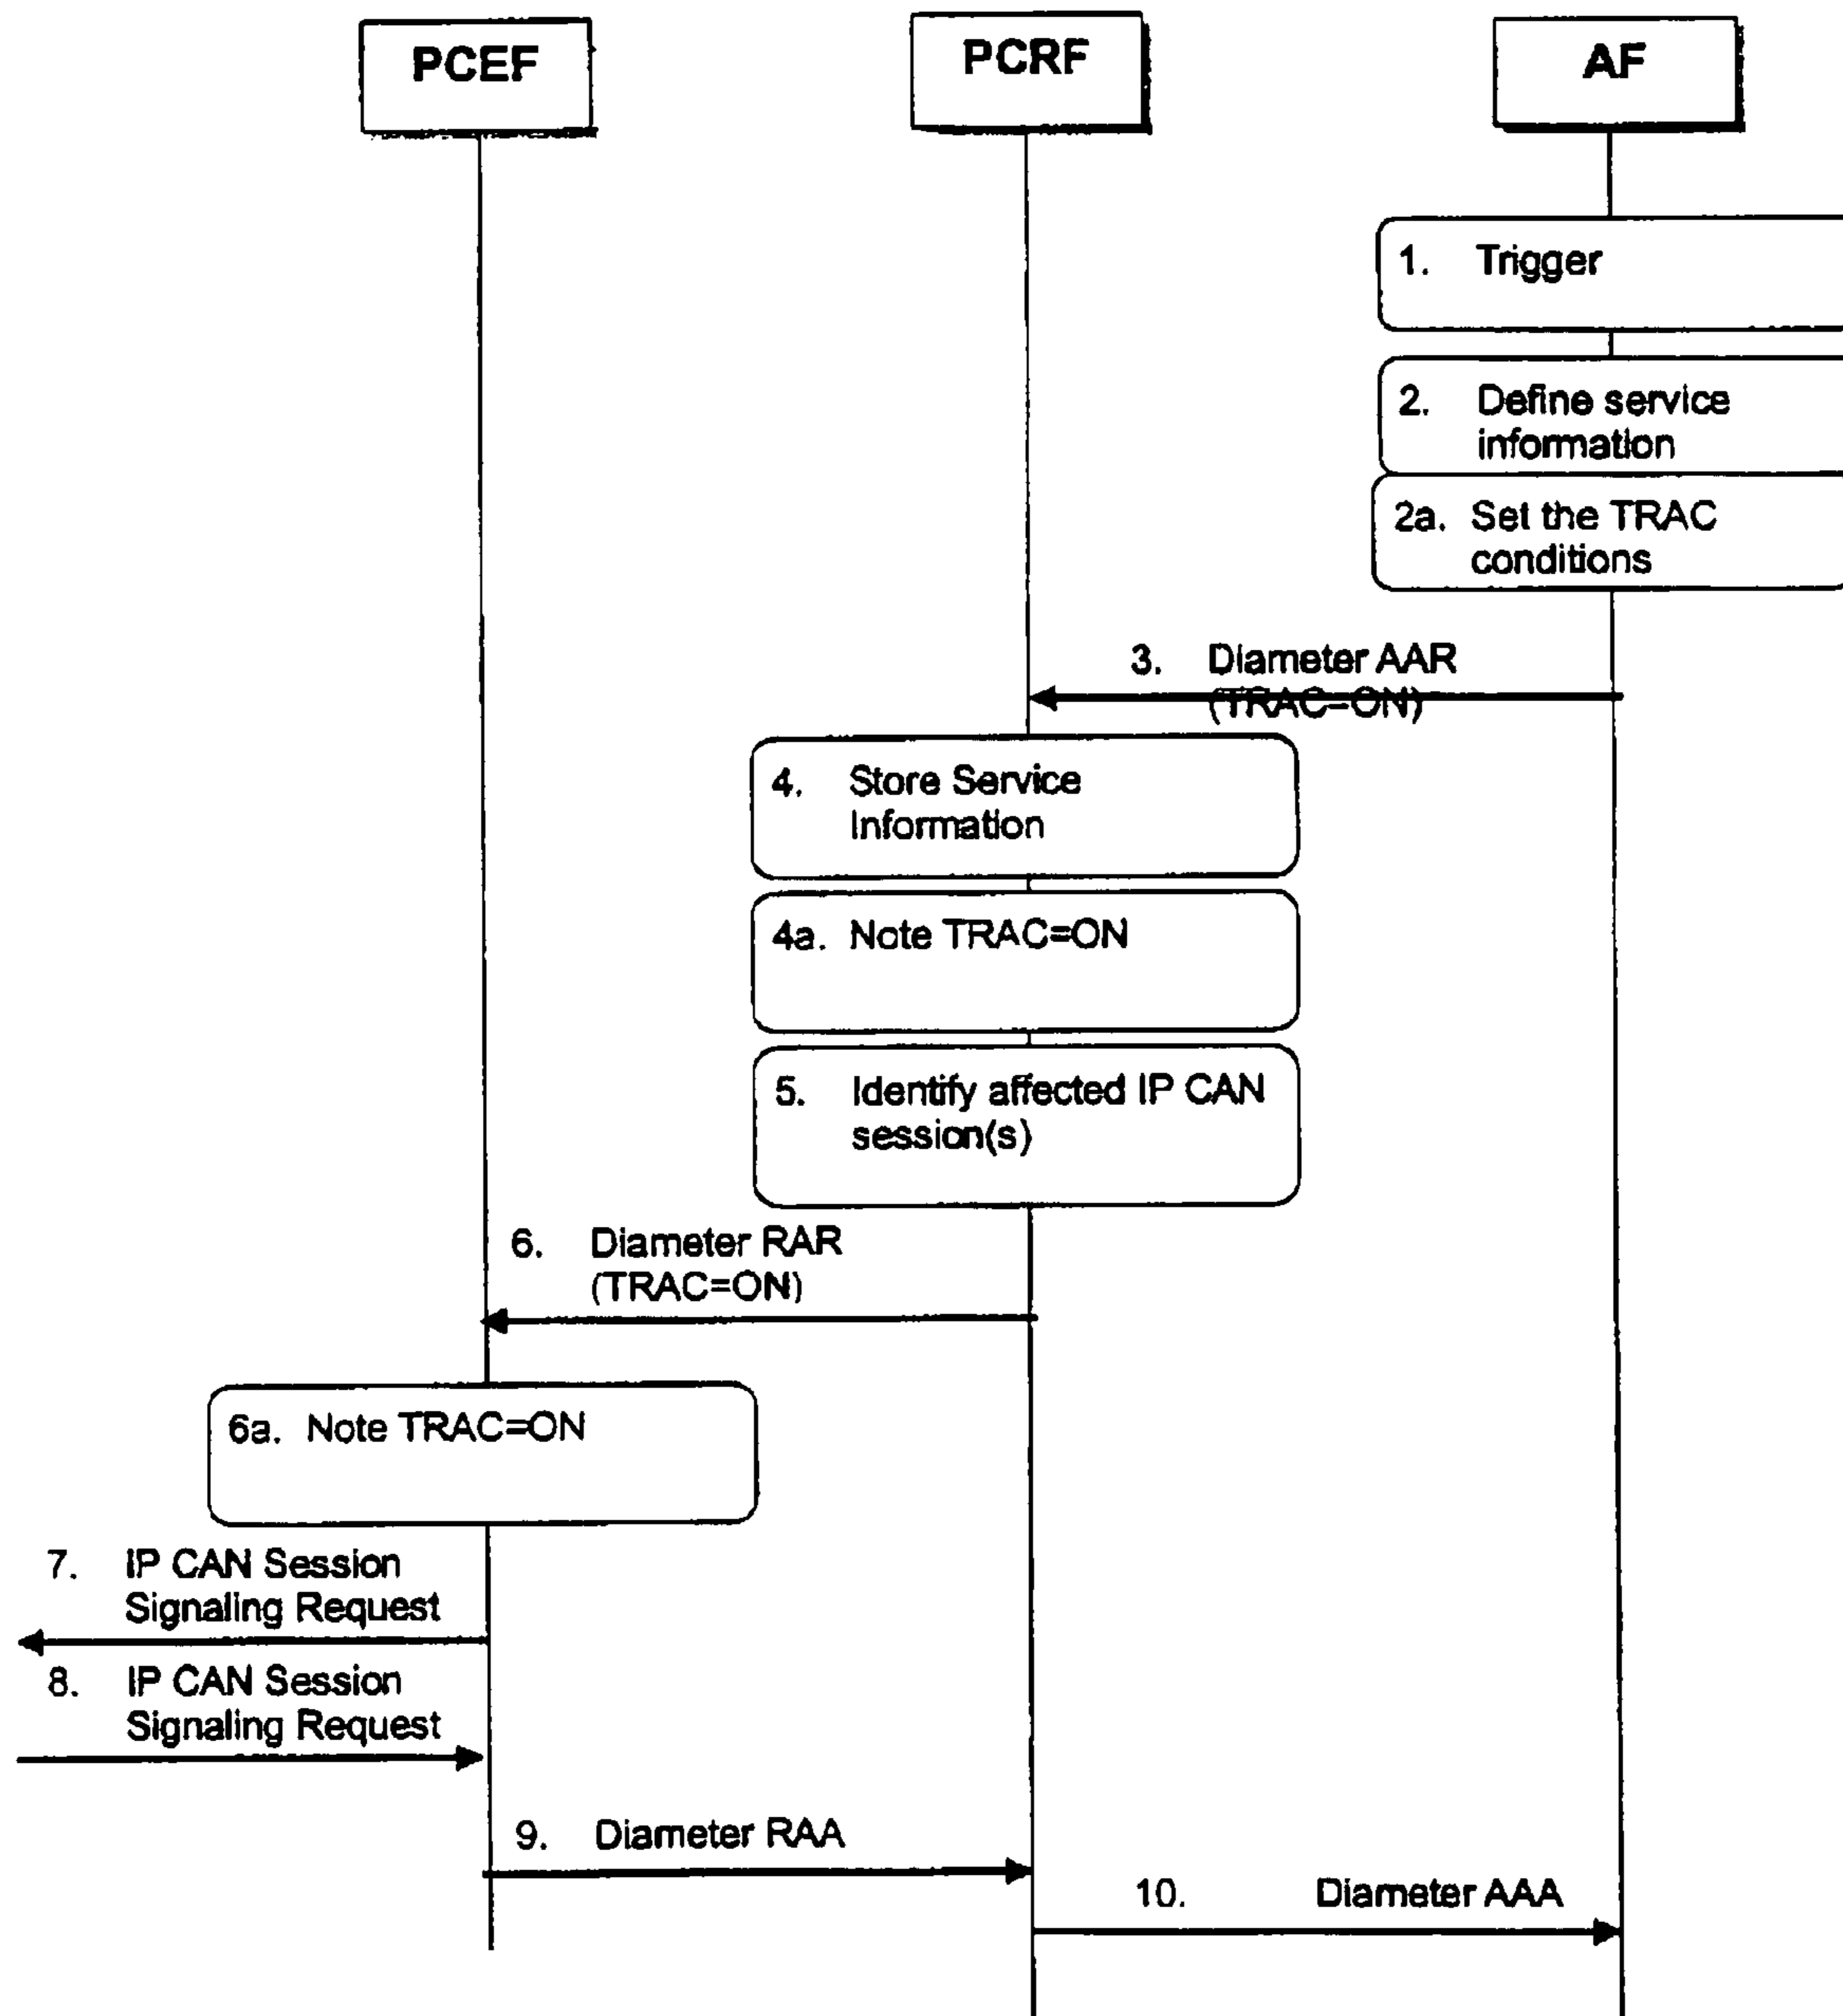 PCEF
PCRF
AF
1. Trigger
2. Define service
information
2a. Set the TRAC
conditions
3. Diameter AAR
(TRAC=ON)
4. Store Service
Information
4a. Note TRAC=ON
5. Identify affected IP CAN
session(s)
6. Diameter RAR
(TRAC=ON)
6a. Note TRAC=ON
7. IP CAN Session
Signaling Request
8. IP CAN Session
Signaling Request
9. Diameter RAA
10. Diameter AAA